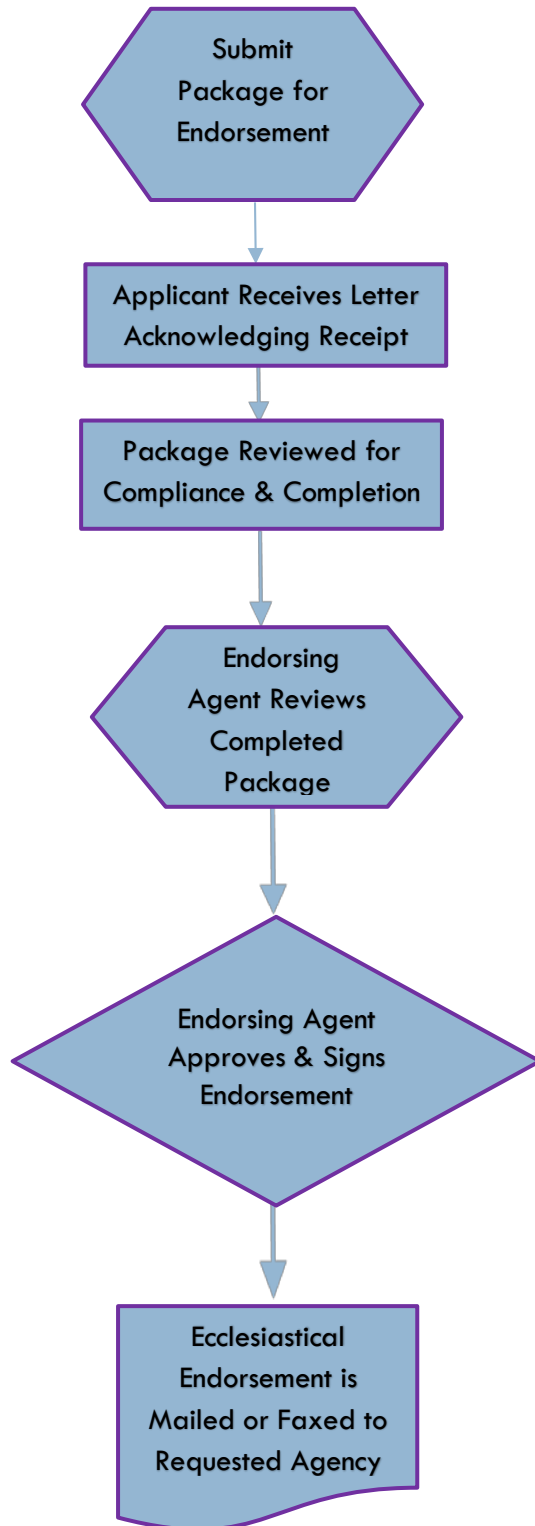 Submit
Package for
Endorsement
Applicant Receives Letter
Acknowledging Receipt
Package Reviewed for
Compliance & Completion
Endorsing
Agent Reviews
Completed
Package
Endorsing Agent
Approves & Signs
Endorsement
Ecclesiastical
Endorsement is
Mailed or Faxed to
Requested Agency